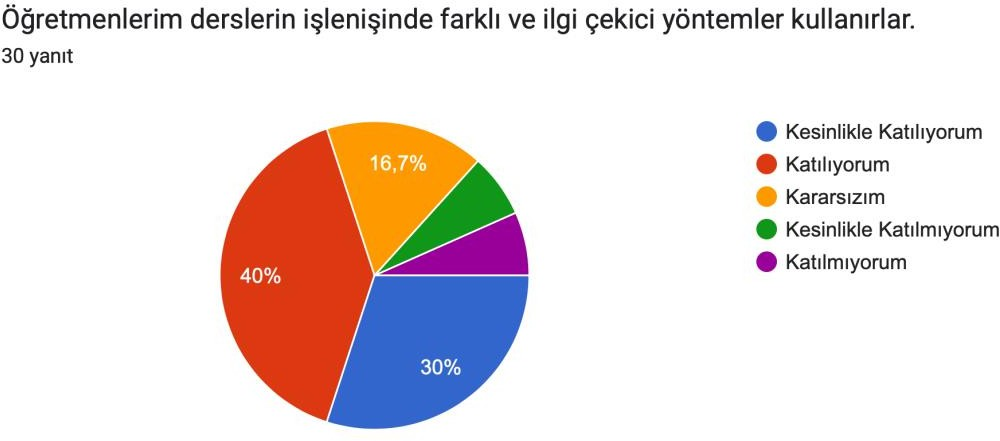 Öğretmenlerim derslerin işlenişinde farklı ve ilgi çekici yöntemler kullanırlar.
30 yanıt
16,7%
40%
30%
Kesinlikle Katılıyorum
Katılıyorum
Kararsızım
Kesinlikle Katılmıyorum
Katılmıyorum